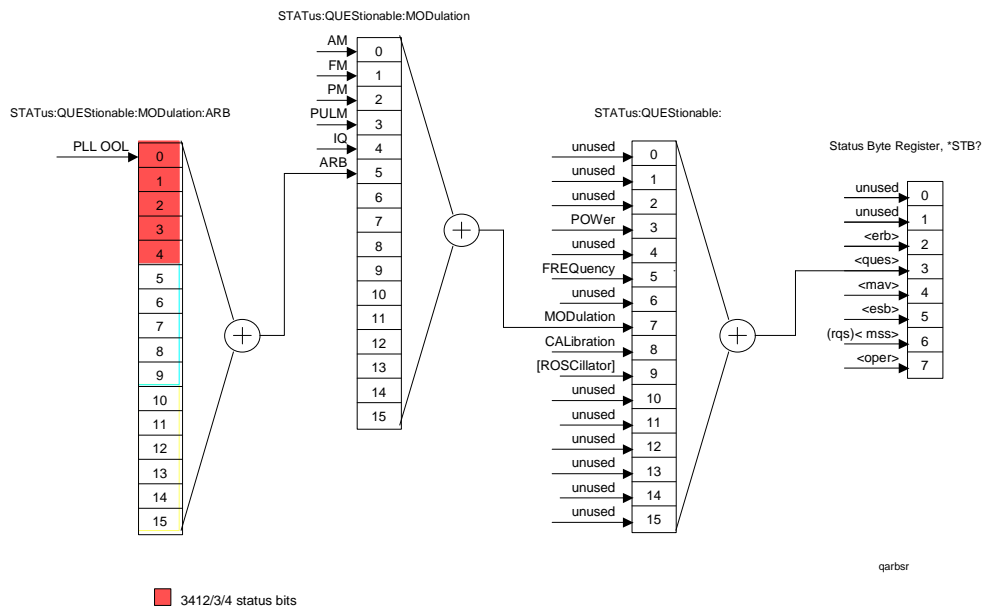 STATus:QUEStionable:MODulation
AM
FM
PM
PULM
IQ
ARB
0
1
2
3
4
5
6
7
8
9
10
11
12
13
14
15
STATus:QUEStionable:MODulation:ARB
PLL OOL
0
1
2
3
4
5
6
7
8
9
10
11
12
13
14
15
STATus:QUEStionable:
unused 0
unused 1
unused 2
POWer 3
unused 4
FREQuency 5
unused 6
MODulation 7
CALibration 8
[ROSCillator] 9
unused 10
unused 11
unused 12
unused 13
unused 14
unused 15
Status Byte Register, *STB?
unused 0
unused 1
<erb> 2
<ques> 3
<mav> 4
<esb> 5
(rqs)< mss> 6
<oper> 7
qarbsr
3412/3/4 status bits